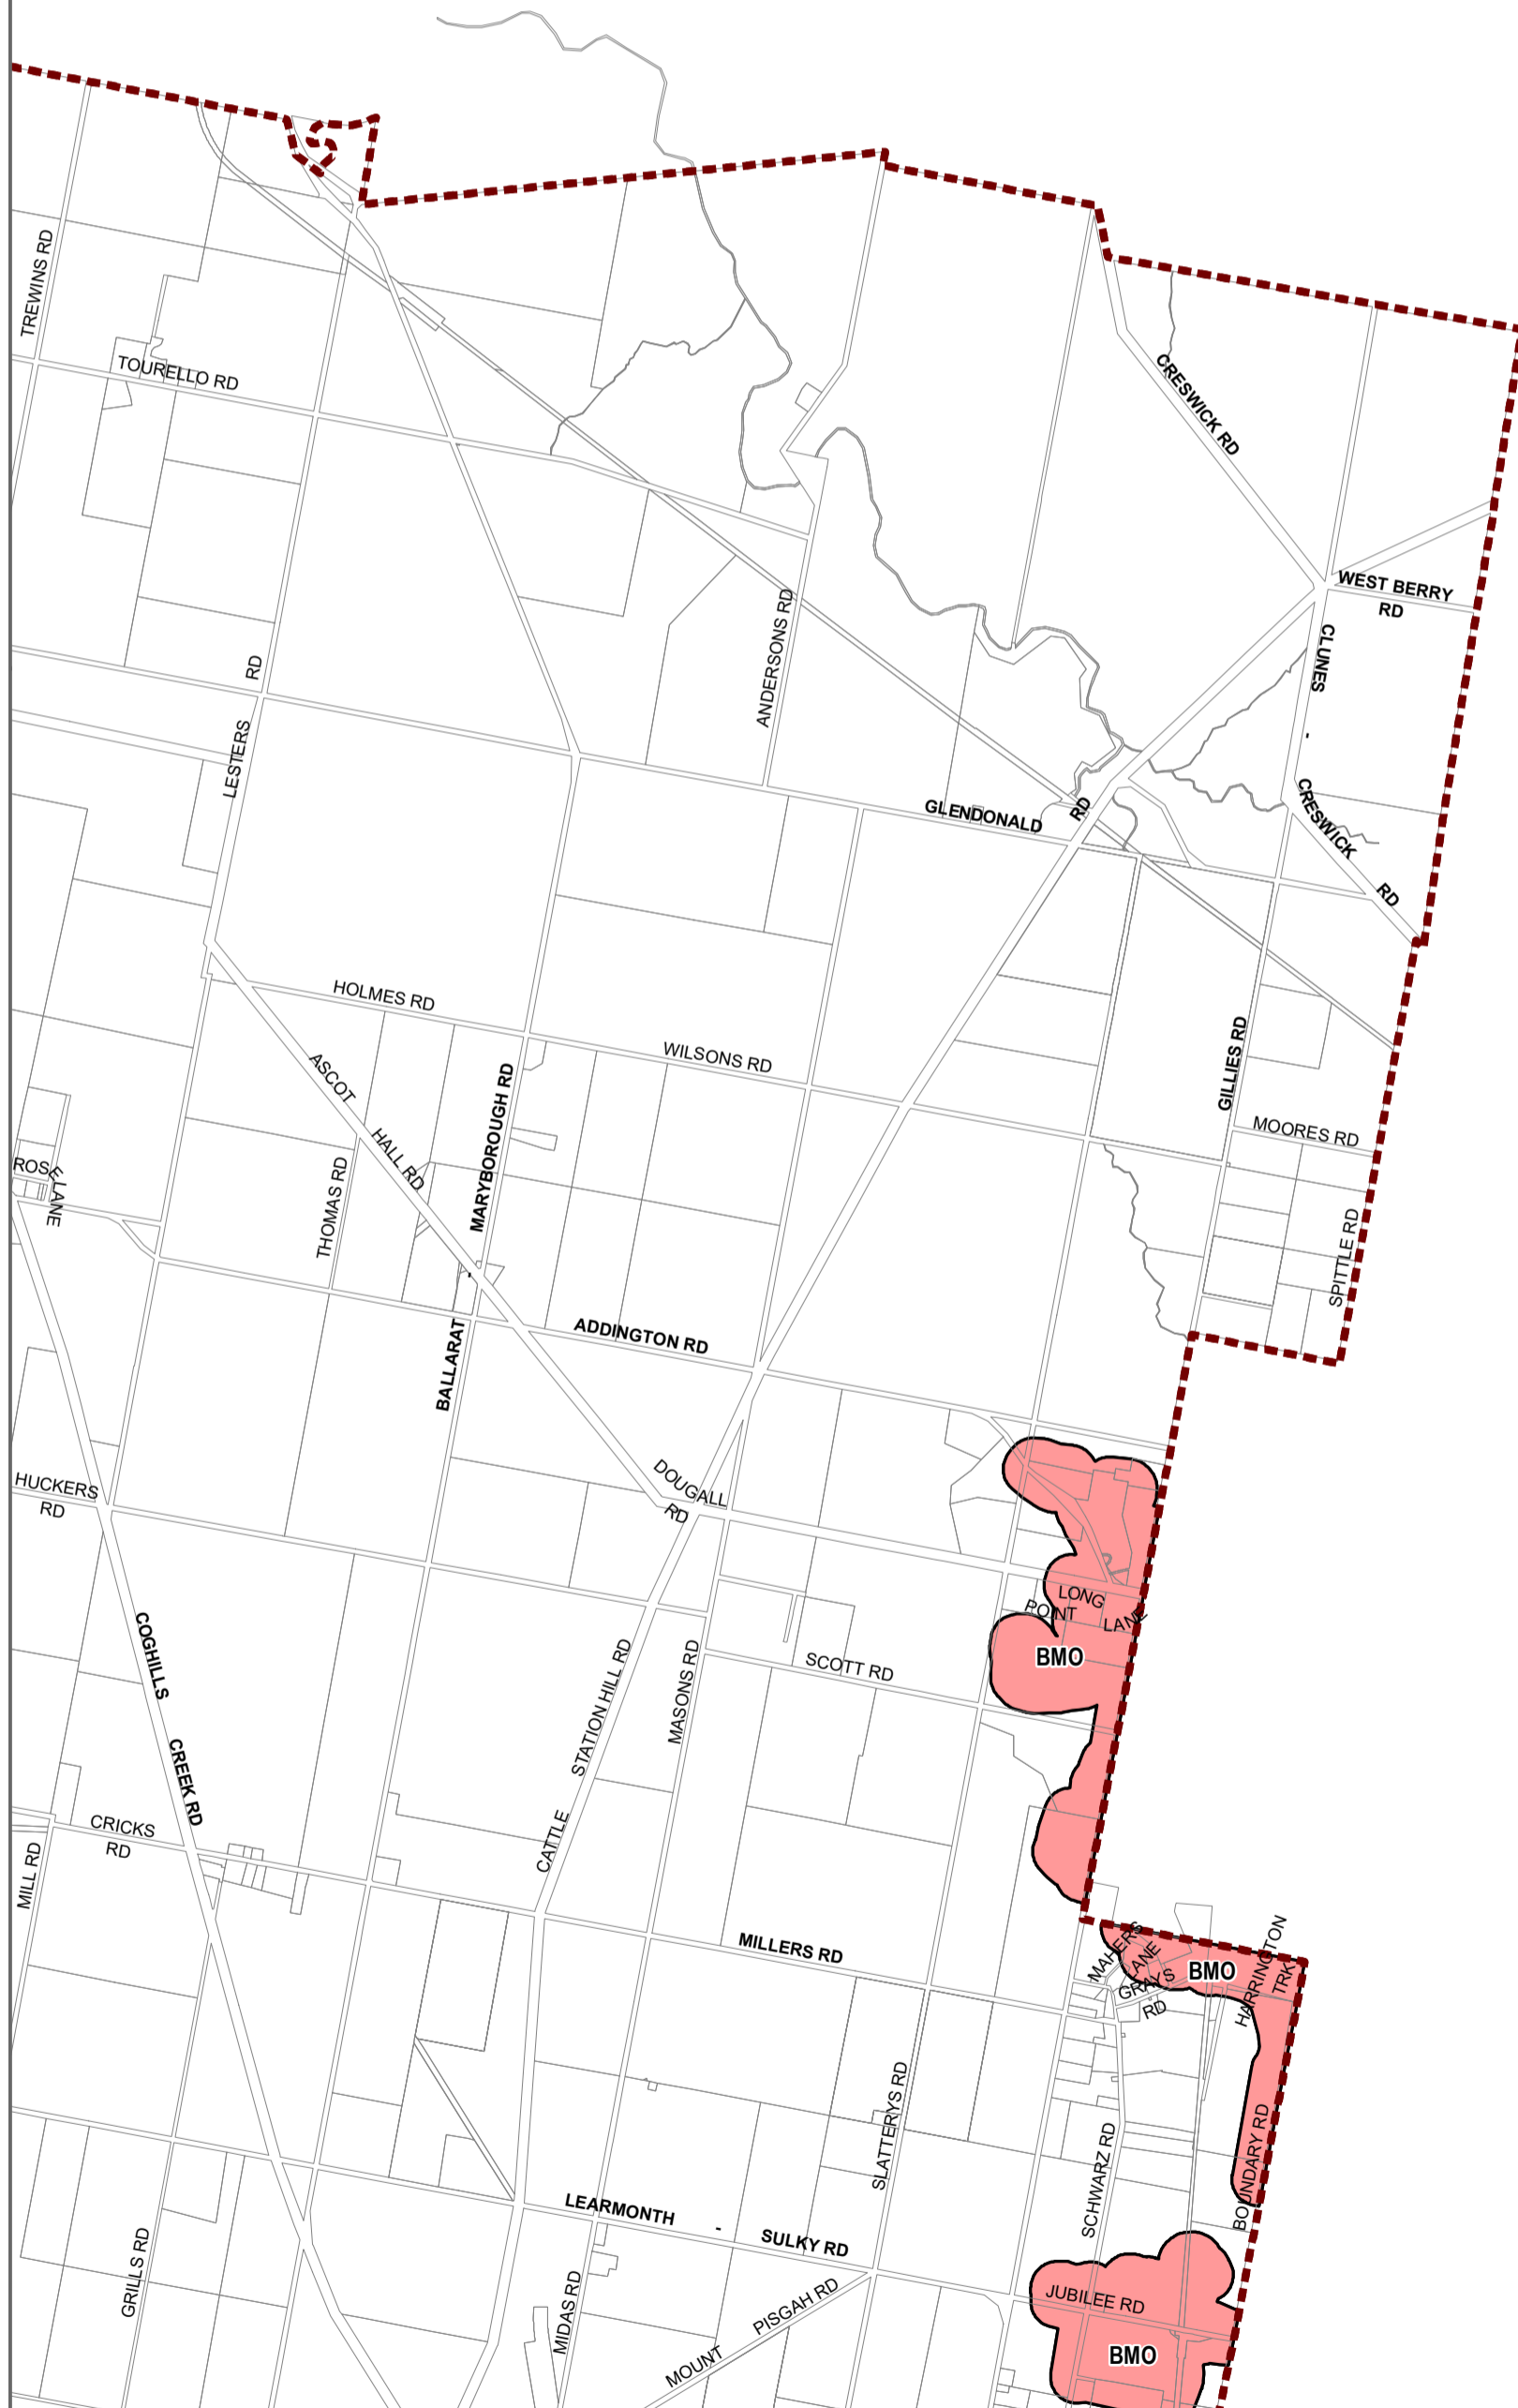 TREWINS RD
TOURELLO RD
CRESWICK RD
WEST BERRY
RD
CLUNES
-
CRESWICK
RD
ANDERSONS RD
LESTERS
RD
GLENDONALD
RD
HOLMES RD
WILSONS RD
ASCOT
HALL RD
MARYBOROUGH RD
-
BALLARAT
GILLIES RD
MOORES RD
SPITTLE RD
ROSE LANE
THOMAS RD
ADDINGTON RD
HUCKERS
RD
DOUGALL
RD
LONG
POINT
LANE
BMO
SCOTT RD
COGHILLS
CREEK RD
STATION HILL RD
CATTLE
MASONS RD
CRICKS
RD
MILL RD
MILLERS RD
MAHERS
LANE
GRAYS
RD
BMO
HARRINGTON
TRK
SLATTERYS RD
SCHWARZ RD
BOUNDARY RD
LEARMONTH
-
SULKY RD
GRILLS RD
MIDAS RD
MOUNT
PISGAH RD
JUBILEE RD
BMO